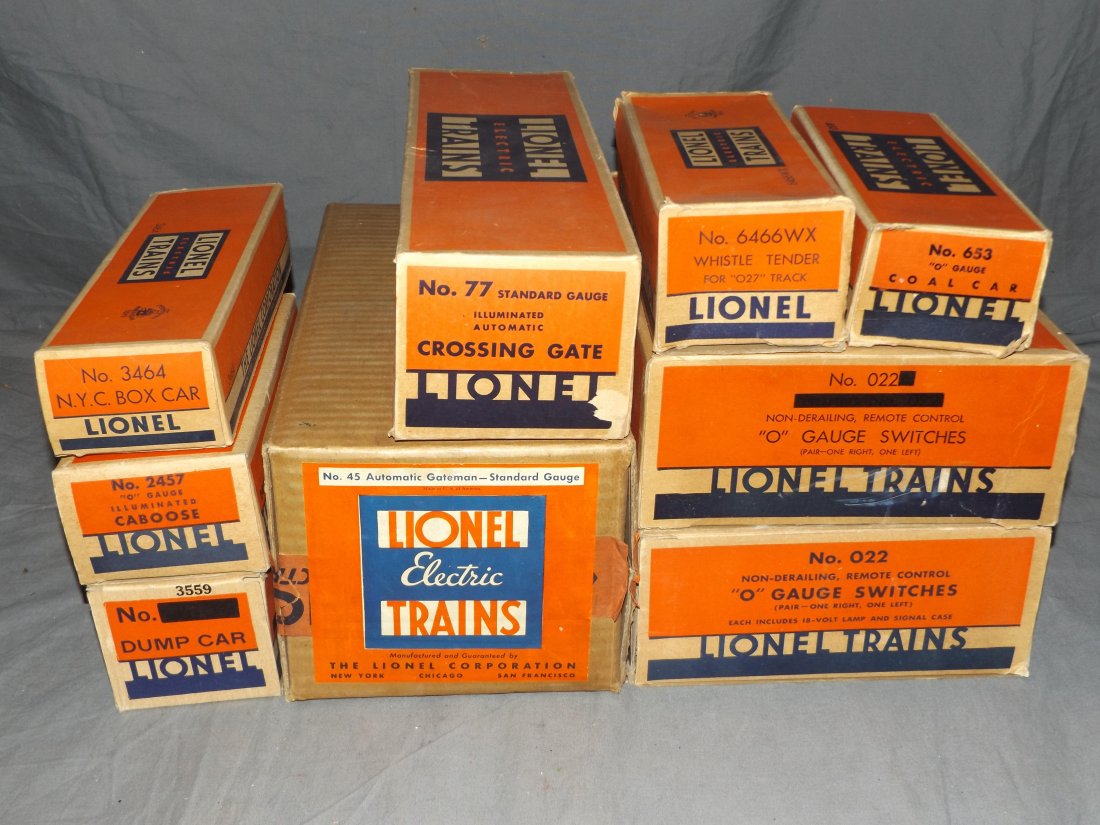 LIONEL
ELECTRIC
TRAINS
No. 3464
N.Y.C. BOX CAR
LIONEL
No. 2457
"O" GAUGE
ILLUMINATED
CABOOSE
LIONEL
3559
No.
DUMP CAR
LIONEL
LIONEL
ELECTRIC
TRAINS
No. 77 STANDARD GAUGE
ILLUMINATED
AUTOMATIC
CROSSING GATE
LIONEL
No. 45 Automatic Gateman—Standard Gauge
LIONEL
Electric
TRAINS
Manufactured and Guaranteed by
THE LIONEL CORPORATION
NEW YORK CHICAGO SAN FRANCISCO
LIONEL
ELECTRIC
TRAINS
No. 6466WX
WHISTLE TENDER
FOR "O27" TRACK
LIONEL
LIONEL
ELECTRIC
TRAINS
No. 653
"O" GAUGE
COAL CAR
LIONEL
No. 022
NON-DERAILING, REMOTE CONTROL
"O" GAUGE SWITCHES
(PAIR—ONE RIGHT, ONE LEFT)
LIONEL TRAINS
No. 022
NON-DERAILING, REMOTE CONTROL
"O" GAUGE SWITCHES
(PAIR—ONE RIGHT, ONE LEFT)
EACH INCLUDES 18-VOLT LAMP AND SIGNAL CASE
LIONEL TRAINS